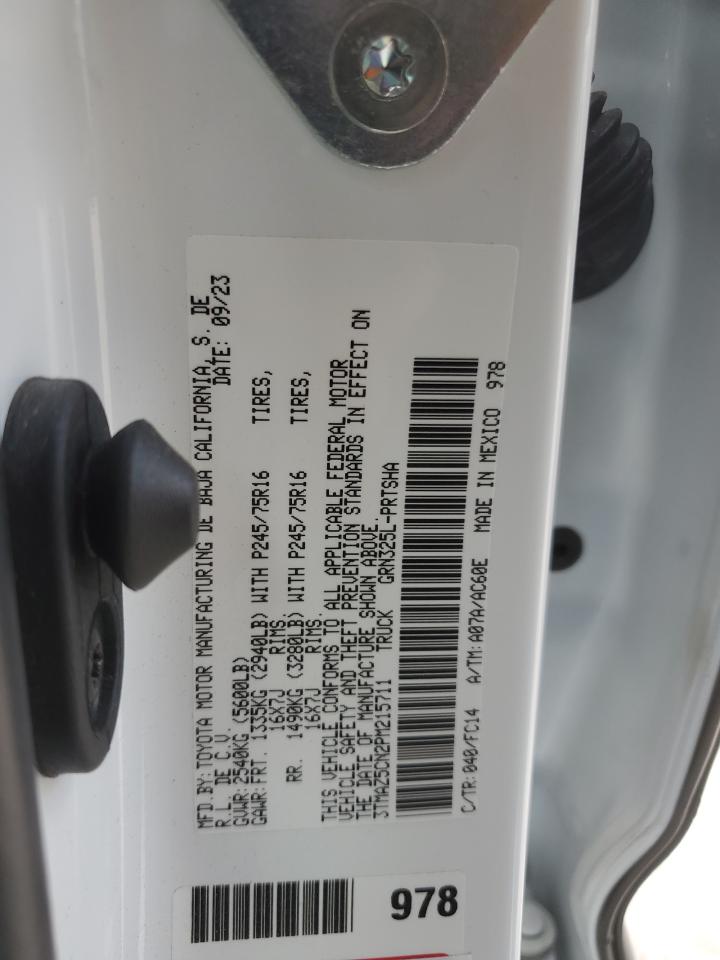 MFD.BY:TOYOTA MOTOR MANUFACTURING DE BAJA CALIFORNIA, S. DE
R.L. DE C.V. DATE: 09/23
GVWR:2540KG (5600LB)
GAWR:FRT. 1335KG (2940LB) WITH P245/75R16 TIRES,
16X7J RIMS.
RR. 1490KG (3280LB) WITH P245/75R16 TIRES,
16X7J RIMS.
THIS VEHICLE CONFORMS TO ALL APPLICABLE FEDERAL MOTOR
VEHICLE SAFETY AND THEFT PREVENTION STANDARDS IN EFFECT ON
THE DATE OF MANUFACTURE SHOWN ABOVE.
3TMAZ5CN2PM215711 TRUCK GRN325L-PRTSHA
C/TR:040/FC14 A/TM:A07A/AC60E MADE IN MEXICO 978
978